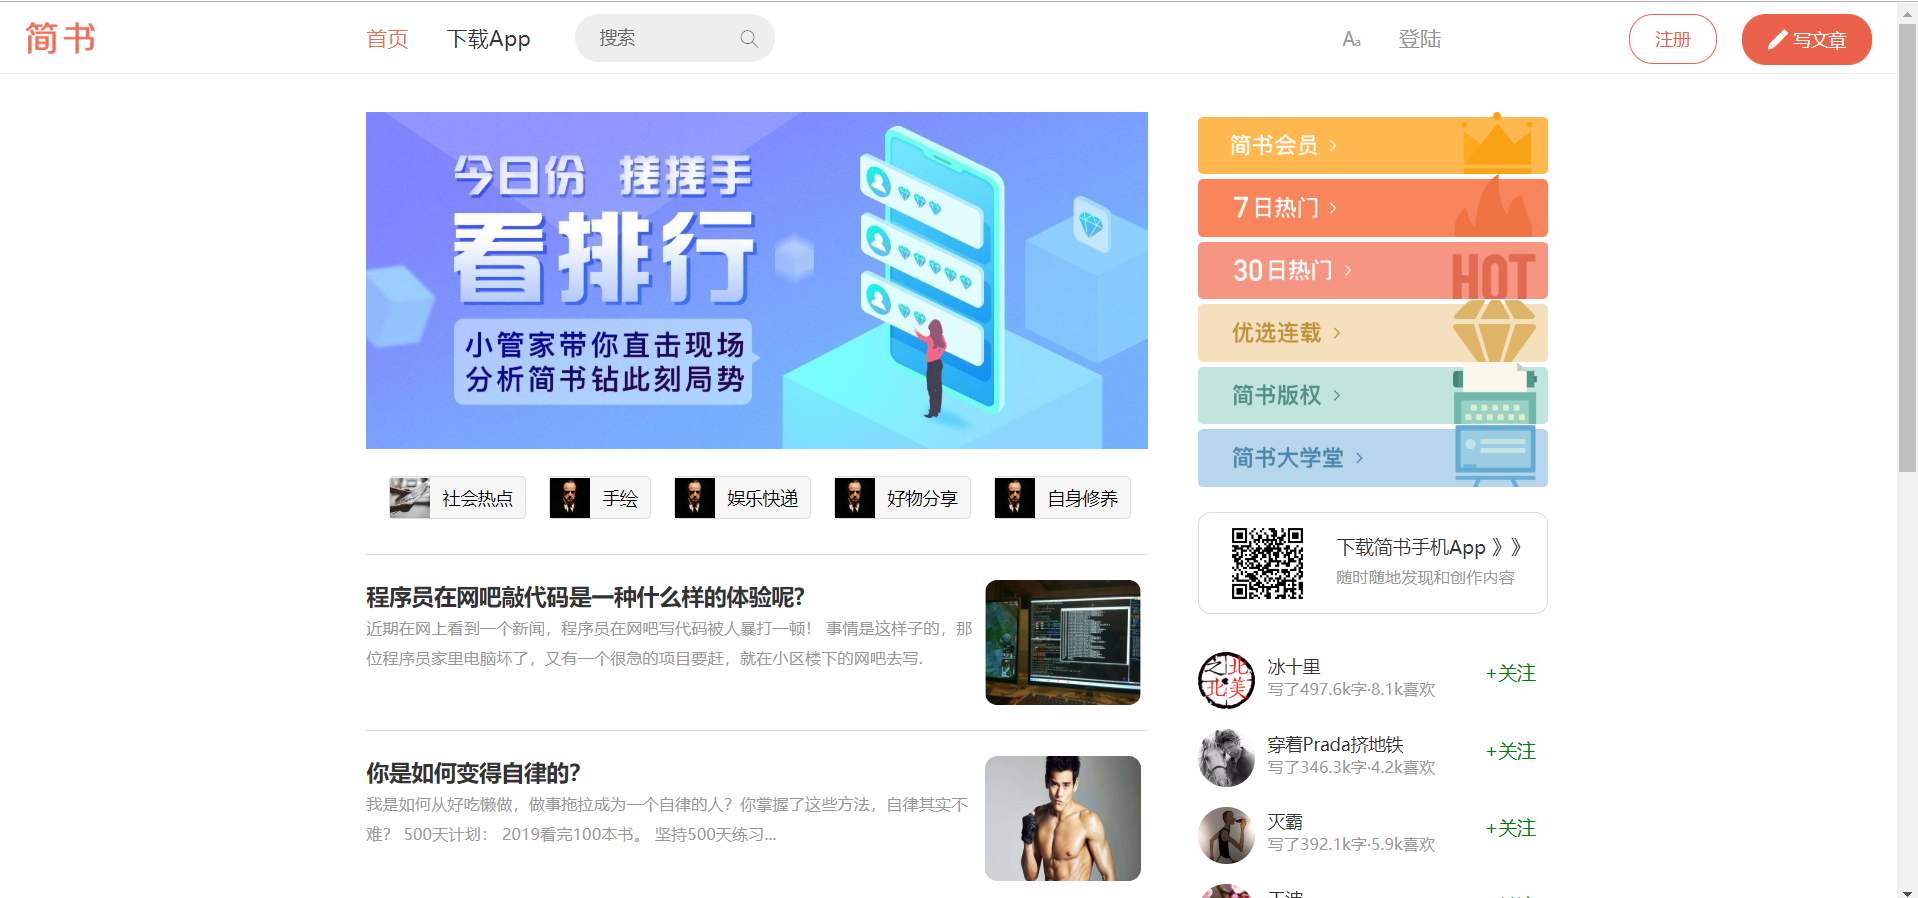 简书
首页
下载App
搜索
Aa
登陆
注册
写文章
今日份 搓搓手
看排行
小管家带你直击现场
分析简书钻此刻局势
社会热点
手绘
娱乐快递
好物分享
自身修养
程序员在网吧敲代码是一种什么样的体验呢?
近期在网上看到一个新闻，程序员在网吧写代码被人暴打一顿！ 事情是这样子的，那
位程序员家里电脑坏了，又有一个很急的项目要赶，就在小区楼下的网吧去写.
你是如何变得自律的?
我是如何从好吃懒做，做事拖拉成为一个自律的人？你掌握了这些方法，自律其实不
难？ 500天计划： 2019看完100本书。 坚持500天练习...
简书会员 >
7日热门 >
30日热门 >
HOT
优选连载 >
简书版权 >
简书大学堂 >
下载简书手机App 》》
随时随地发现和创作内容
之北
北美
冰十里
写了497.6k字·8.1k喜欢
+关注
穿着Prada挤地铁
写了346.3k字·4.2k喜欢
+关注
灭霸
写了392.1k字·5.9k喜欢
+关注